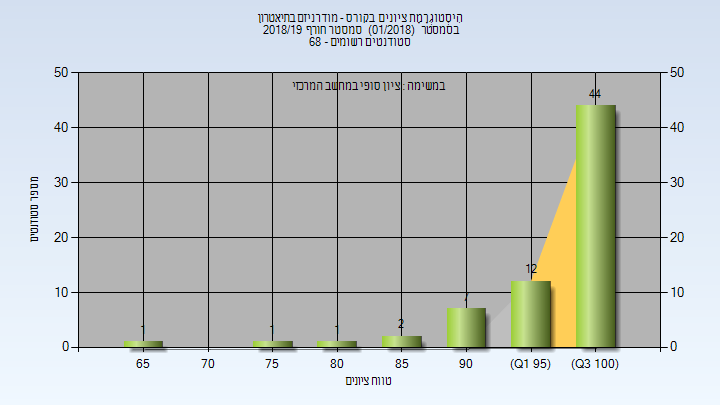 הִיסְטוֹגְרַמַת ציונים בקורס - מודרניזם בתיאטרון
בסמסטר (01/2018) סמסטר חורף 2018/19
סטודנטים רשומים - 68
במשימה : ציון סופי במחשב המרכזי
50 50
44
40 40
30 30
20 20
12
10 10
7
2
1 1 1
0 0
65 70 75 80 85 90 (Q1 95) (Q3 100)
מספר סטודנטים
טווח ציונים